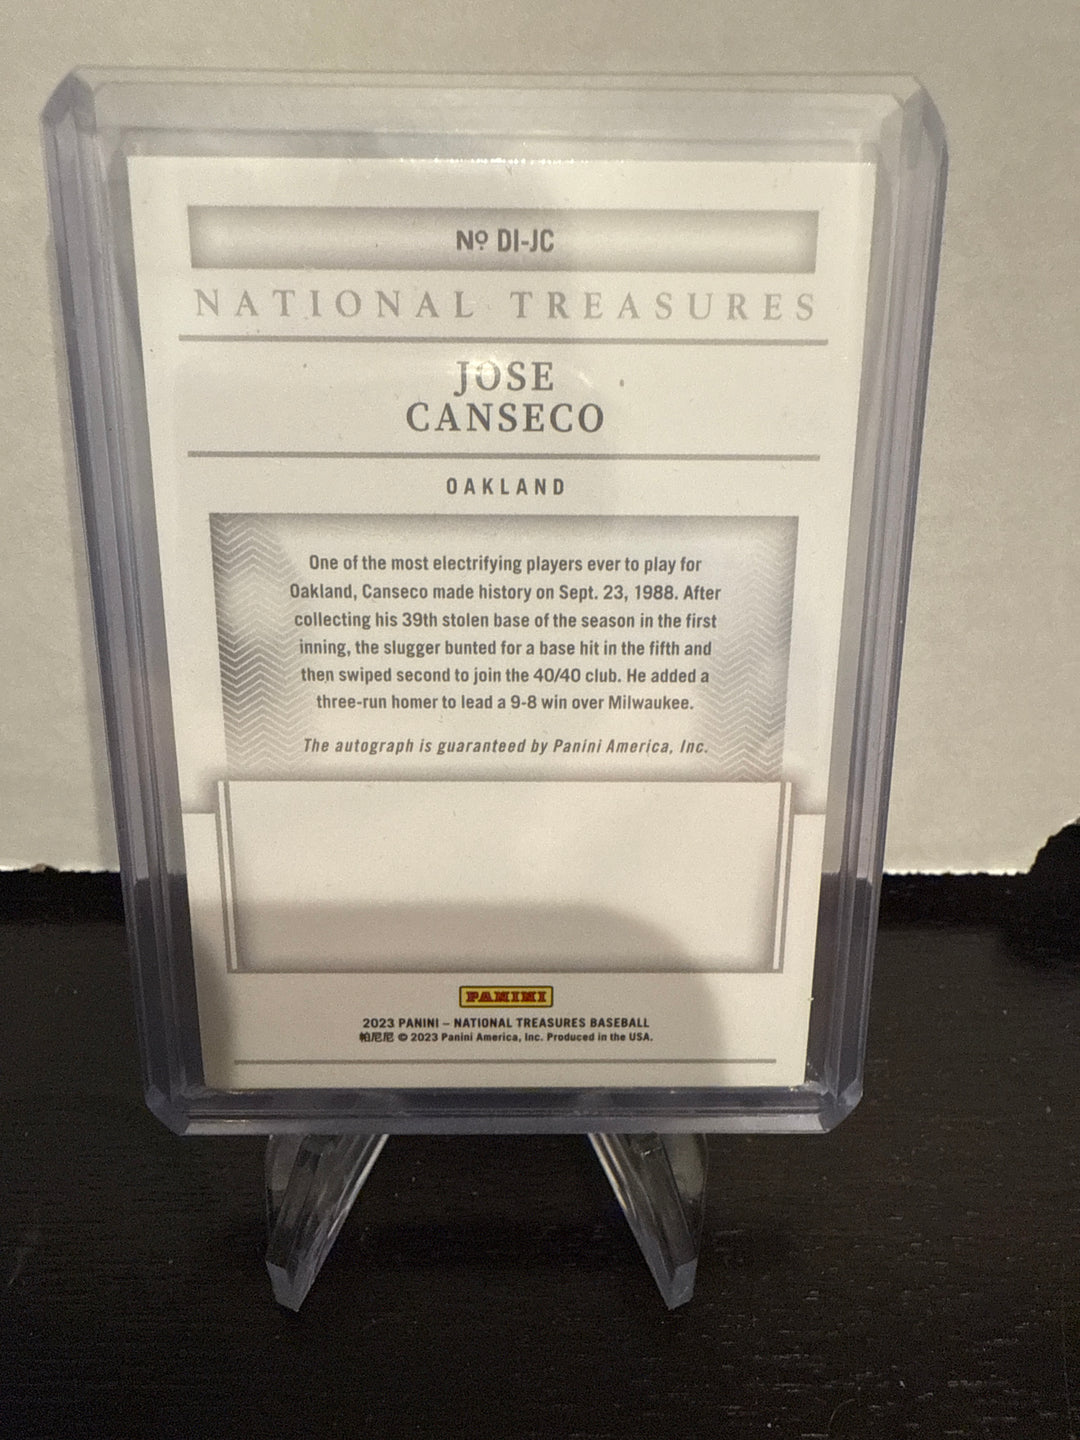 Nº DI-JC
NATIONAL TREASURES
JOSE
CANSECO
OAKLAND
One of the most electrifying players ever to play for
Oakland, Canseco made history on Sept. 23, 1988. After
collecting his 39th stolen base of the season in the first
inning, the slugger bunted for a base hit in the fifth and
then swiped second to join the 40/40 club. He added a
three-run homer to lead a 9-8 win over Milwaukee.
The autograph is guaranteed by Panini America, Inc.
PANINI
2023 PANINI – NATIONAL TREASURES BASEBALL
帕尼尼 © 2023 Panini America, Inc. Produced in the USA.